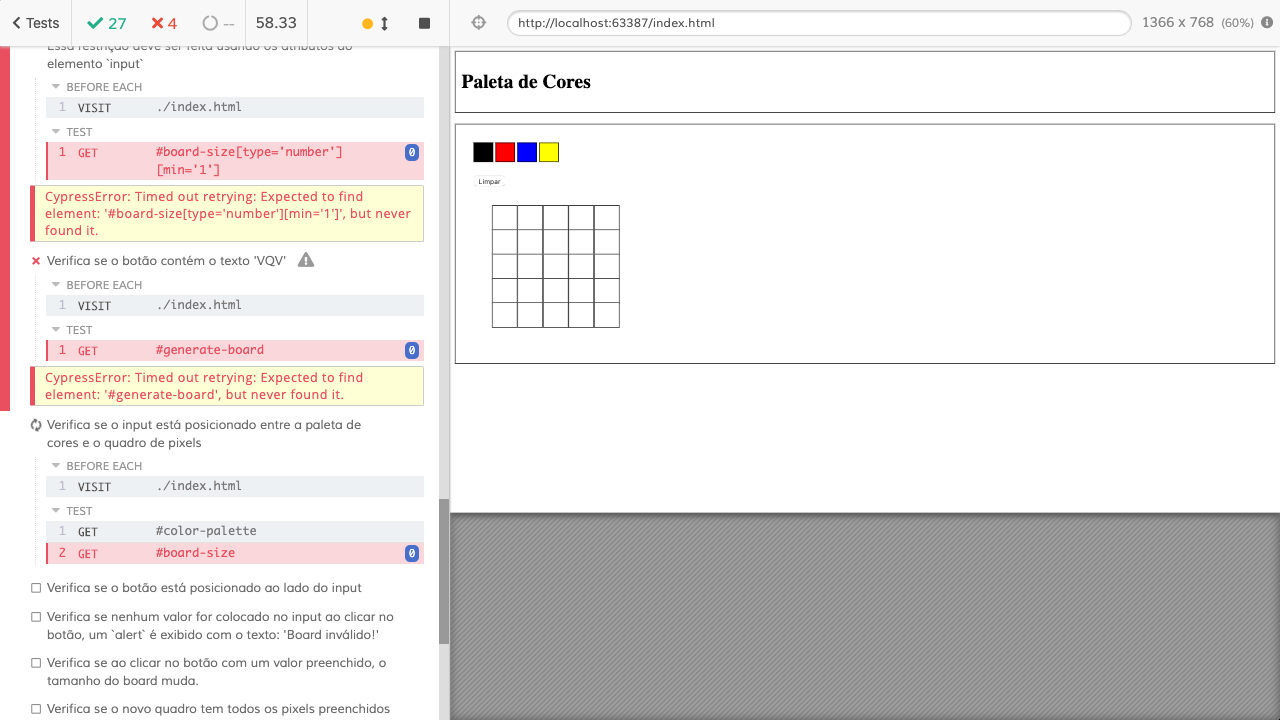 Tests
27
4
--
58.33
http://localhost:63387/index.html
1366 x 768 (60%)
Essa restrição deve ser feita usando os atributos do
elemento `input`
BEFORE EACH
1 VISIT ./index.html
TEST
1 GET #board-size[type='number'] 0
[min='1']
CypressError: Timed out retrying: Expected to find
element: '#board-size[type='number'][min='1']', but never
found it.
Verifica se o botão contém o texto 'VQV'
BEFORE EACH
1 VISIT ./index.html
TEST
1 GET #generate-board 0
CypressError: Timed out retrying: Expected to find
element: '#generate-board', but never found it.
Verifica se o input está posicionado entre a paleta de
cores e o quadro de pixels
BEFORE EACH
1 VISIT ./index.html
TEST
1 GET #color-palette
2 GET #board-size 0
Verifica se o botão está posicionado ao lado do input
Verifica se nenhum valor for colocado no input ao clicar no
botão, um `alert` é exibido com o texto: 'Board inválido!'
Verifica se ao clicar no botão com um valor preenchido, o
tamanho do board muda.
Verifica se o novo quadro tem todos os pixels preenchidos
Paleta de Cores
Limpar